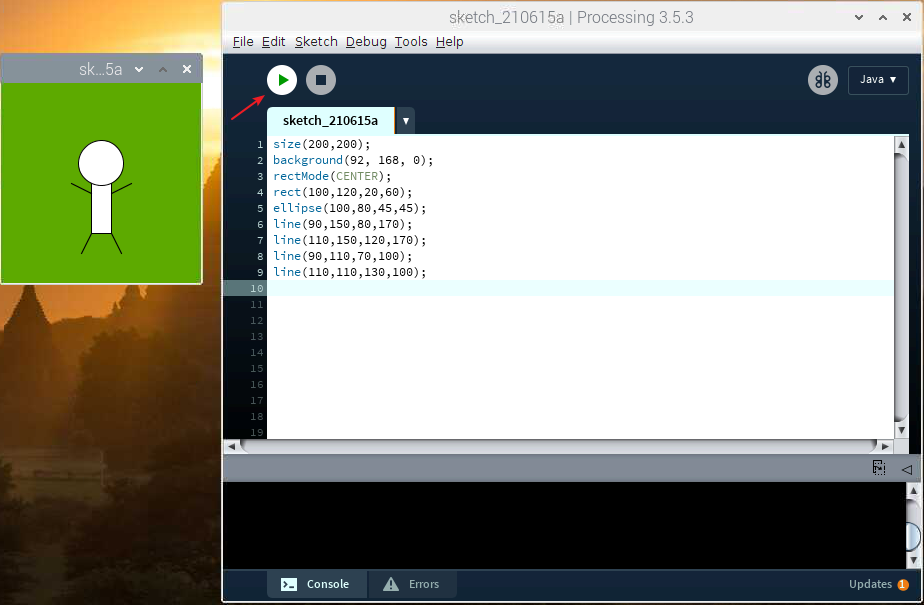 sketch_210615a | Processing 3.5.3
File Edit Sketch Debug Tools Help
sk...5a
Java
sketch_210615a
1 size(200,200);
2 background(92, 168, 0);
3 rectMode(CENTER);
4 rect(100,120,20,60);
5 ellipse(100,80,45,45);
6 line(90,150,80,170);
7 line(110,150,120,170);
8 line(90,110,70,100);
9 line(110,110,130,100);
10
11
12
13
14
15
16
17
18
19
Console Errors Updates 1